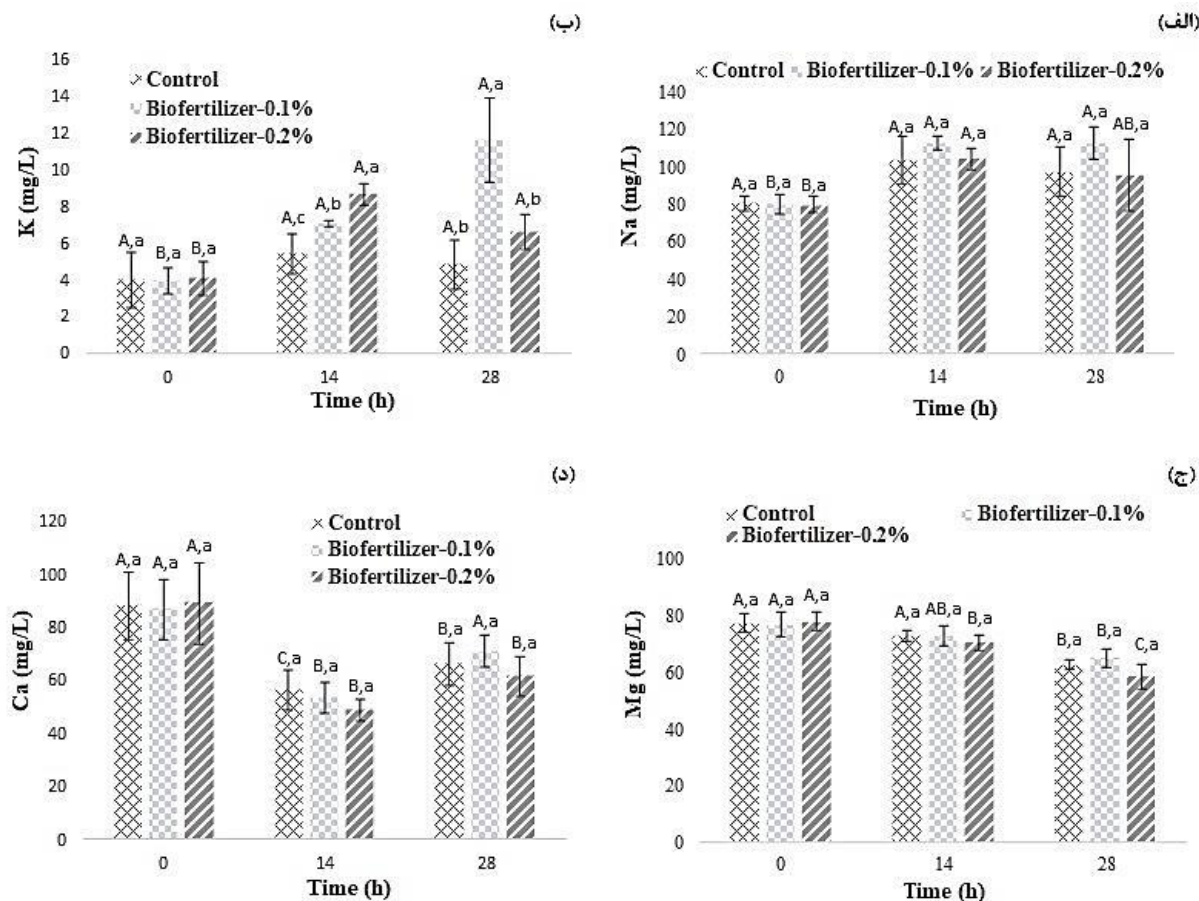 (ب)
K (mg/L)
16
14
12
10
8
6
4
2
0
Control
Biofertilizer-0.1%
Biofertilizer-0.2%
A,a
B,a
B,a
A,c
A,b
A,a
A,b
A,a
A,b
0 14 28
Time (h)
(الف)
Control Biofertilizer-0.1% Biofertilizer-0.2%
Na (mg/L)
140
120
100
80
60
40
20
0
A,a
B,a
B,a
A,a
A,a
A,a
A,a
A,a
AB,a
0 14 28
Time (h)
(د)
Ca (mg/L)
120
100
80
60
40
20
0
Control
Biofertilizer-0.1%
Biofertilizer-0.2%
A,a
A,a
A,a
C,a
B,a
B,a
B,a
A,a
B,a
0 14 28
Time (h)
(ج)
Control Biofertilizer-0.1%
Biofertilizer-0.2%
Mg (mg/L)
100
80
60
40
20
0
A,a
A,a
A,a
A,a
AB,a
B,a
B,a
B,a
C,a
0 14 28
Time (h)